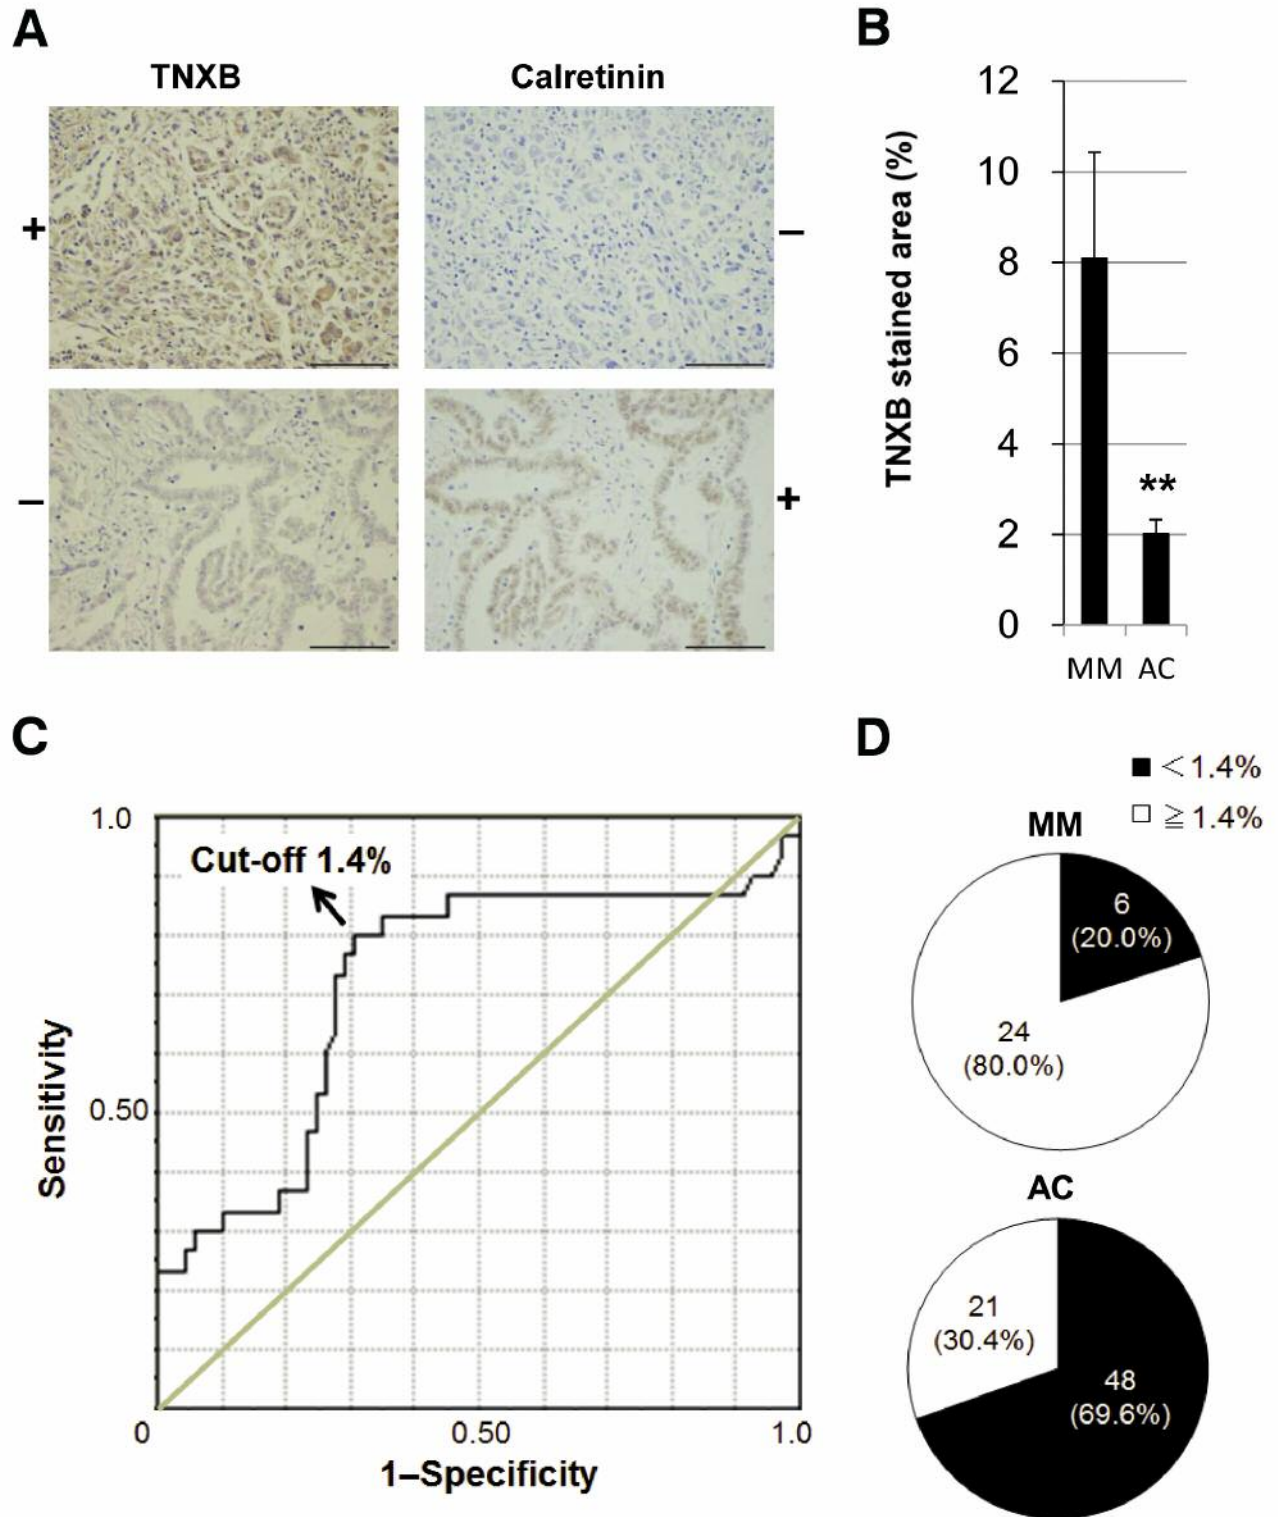 A
TNXB
Calretinin
+
–
–
+
B
TNXB stained area (%)
12
10
8
6
4
2
0
**
MM AC
C
1.0
Cut-off 1.4%
Sensitivity
0.50
0
0.50
1.0
1–Specificity
D
< 1.4%
≧ 1.4%
MM
6
(20.0%)
24
(80.0%)
AC
21
(30.4%)
48
(69.6%)